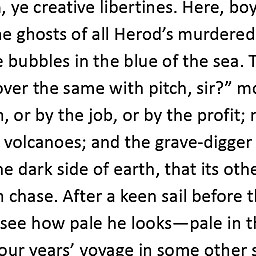 , ye creative libertines. Here, boy
e ghosts of all Herod’s murdered
bubbles in the blue of the sea. T
over the same with pitch, sir?” mo
, or by the job, or by the profit;
volcanoes; and the grave-digger
e dark side of earth, that its othe
chase. After a keen sail before t
see how pale he looks—pale in th
our years’ voyage in some other s